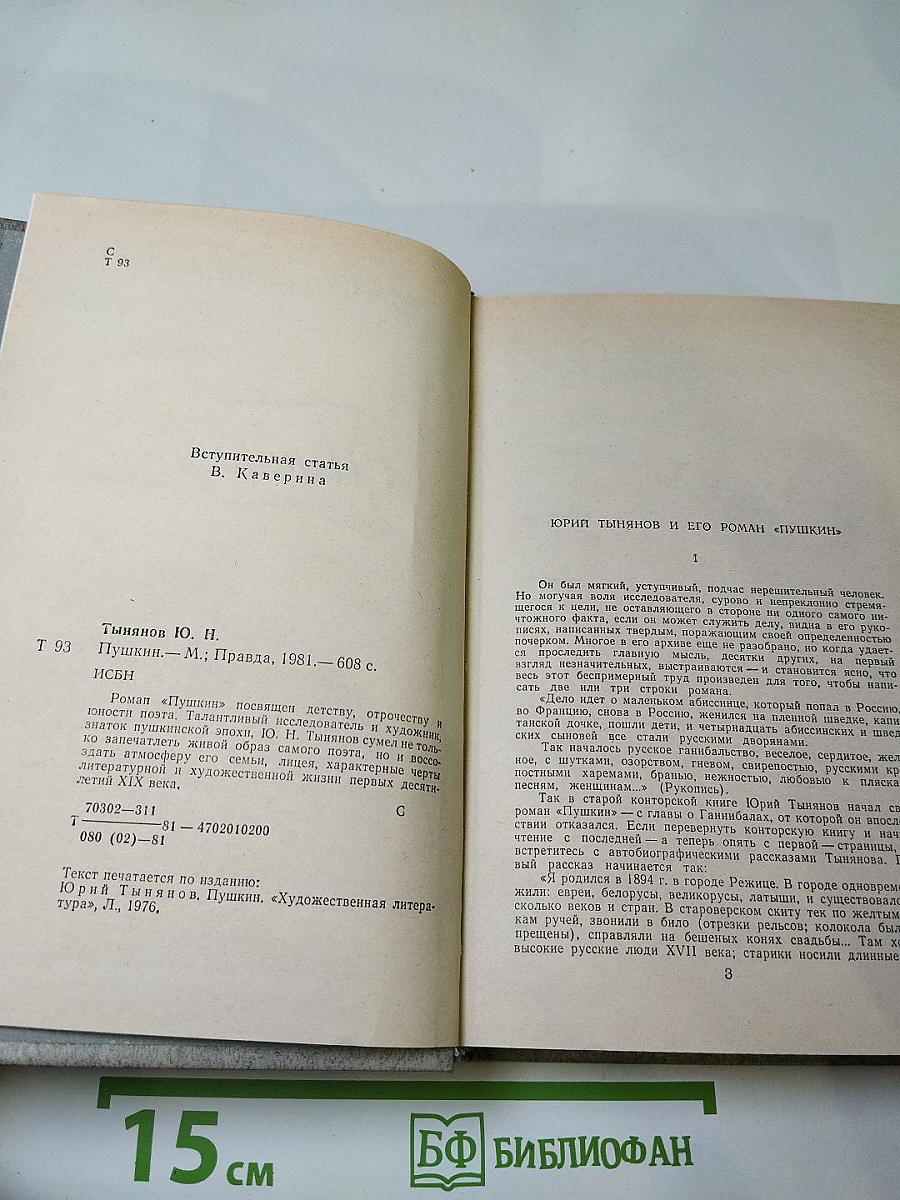 С
Т 93
Вступительная статья
В. Каверина
Тынянов Ю. Н.
Т 93 Пушкин.— М.; Правда, 1981.— 608 с.
ИСБН
Роман «Пушкин» посвящен детству, отрочеству и
юности поэта. Талантливый исследователь и художник,
знаток пушкинской эпохи, Ю. Н. Тынянов сумел не толь-
ко запечатлеть живой образ самого поэта, но и воссо-
здать атмосферу его семьи, лицея, характерные черты
литературной и художественной жизни первых десяти-
летий XIX века.
70302—311 С
Т 81 — 4702010200
080 (02)—81
Текст печатается по изданию:
Юрий Тынянов. Пушкин. «Художественная литера-
тура», Л., 1976.
ЮРИЙ ТЫНЯНОВ И ЕГО РОМАН «ПУШКИН»
I
Он был мягкий, уступчивый, подчас нерешительный человек.
Но могучая воля исследователя, сурово и непреклонно стремя-
щегося к цели, не оставляющего в стороне ни одного самого ни-
чтожного факта, если он может служить делу, видна в его руко-
писях, написанных твердым, поражающим своей определенностью
почерком. Многое в его архиве еще не разобрано, но когда удает-
ся проследить главную мысль, десятки других, на первый
взгляд незначительных, выстраиваются — и становится ясно, что
весь этот беспримерный труд произведен для того, чтобы напи-
сать две или три строки романа.
«Дело идет о маленьком абиссинце, который попал в Россию,
во Францию, снова в Россию, женился на пленной шведке, капи
танской дочке, пошли дети, и четырнадцать абиссинских и швед
ских сыновей все стали русскими дворянами.
Так началось русское ганибальство, веселое, сердитое, жел
ное, с шутками, озорством, гневом, свирепостью, русскими кр
постными харемами, бранью, нежностью, любовью к пляска
песням, женщинам...» (Рукопись).
Так в старой конторской книге Юрий Тынянов начал св
роман «Пушкин» — с главы о Ганнибалах, от которой он впосл
ствии отказался. Если перевернуть конторскую книгу и нач
чтение с последней — а теперь опять с первой — страницы,
встретитесь с автобиографическими рассказами Тынянова. П
вый рассказ начинается так:
«Я родился в 1894 г. в городе Режице. В городе одновреме
жили: евреи, белорусы, великорусы, латыши, и существовало
сколько веков и стран. В староверском скиту тек по желтым
кам ручей, звонили в било (отрезки рельсов; колокола был
прещены), справляли на бешеных конях свадьбы... Там хо
высокие русские люди XVII века; старики носили длинные
3
15 см БФ БИБЛИОФАН